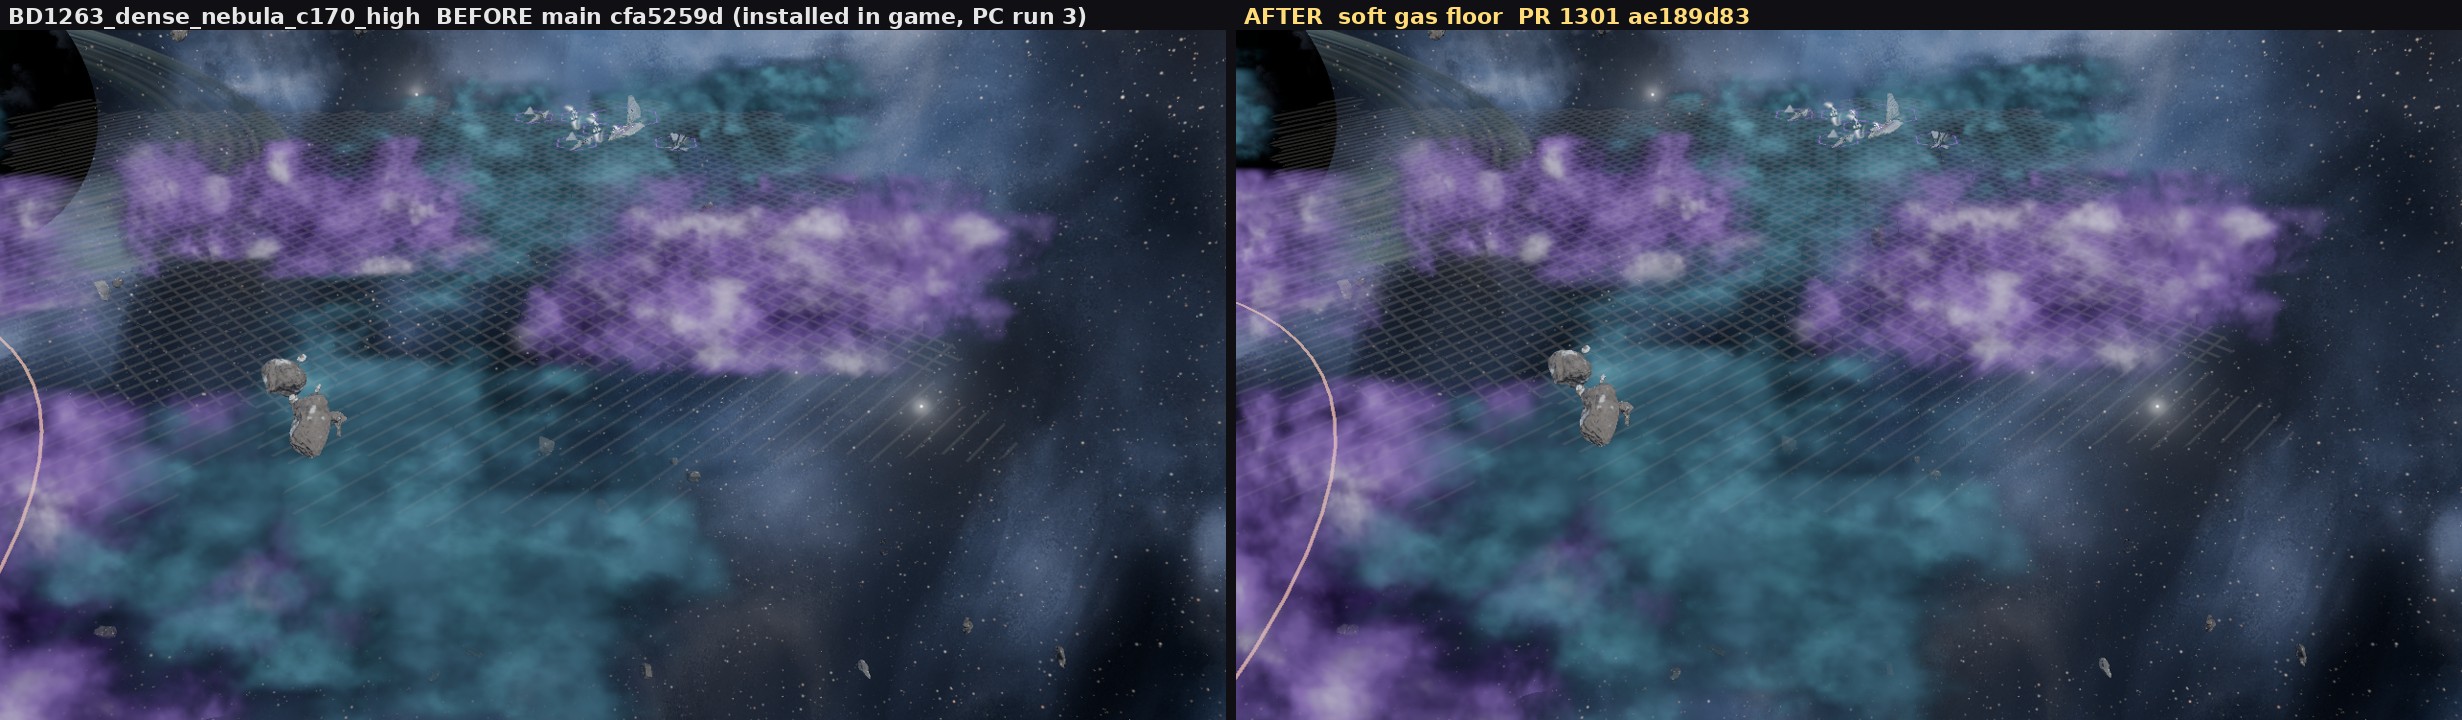 BD1263_dense_nebula_c170_high  BEFORE main cfa5259d (installed in game, PC run 3)
AFTER  soft gas floor  PR 1301 ae189d83